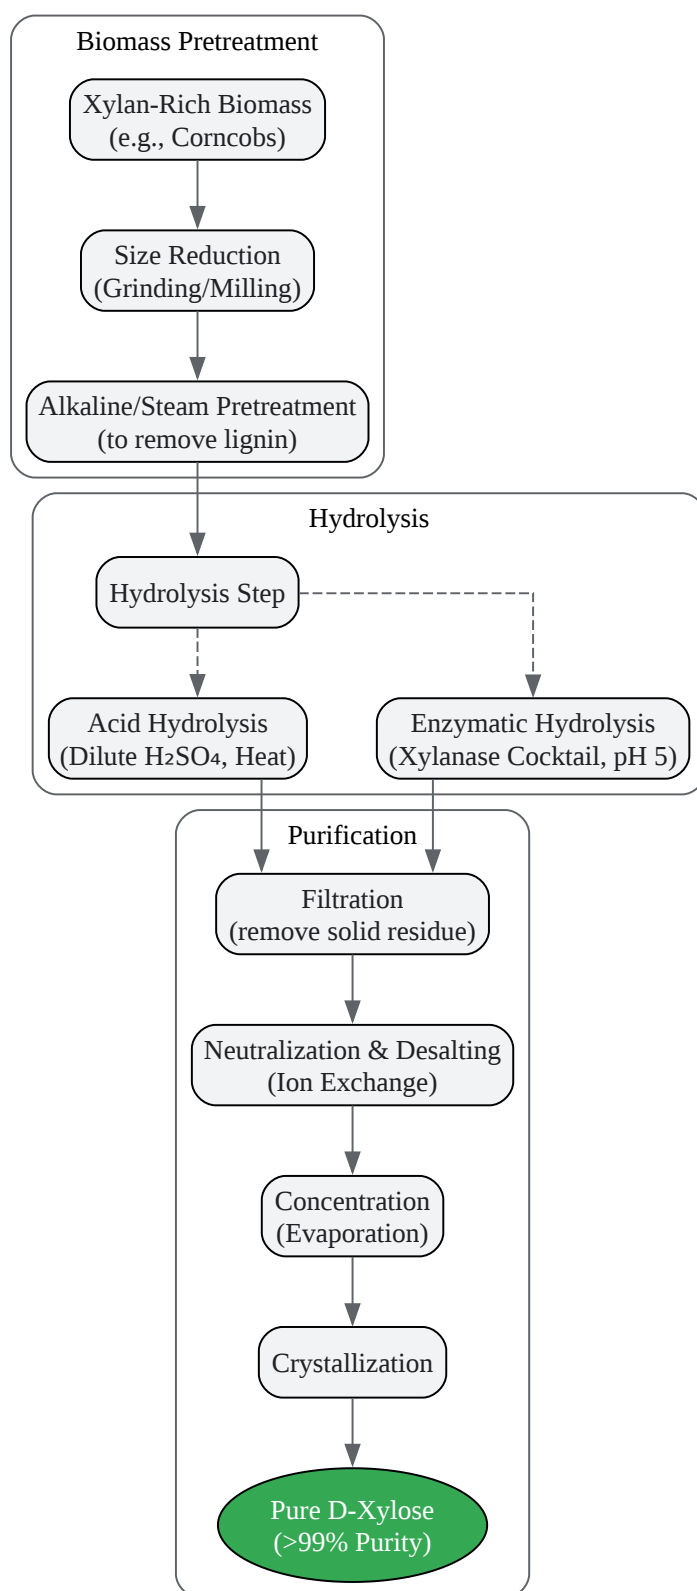 Biomass Pretreatment
Xylan-Rich Biomass
(e.g., Corncobs)
Size Reduction
(Grinding/Milling)
Alkaline/Steam Pretreatment
(to remove lignin)
Hydrolysis
Hydrolysis Step
Acid Hydrolysis
(Dilute H₂SO₄, Heat)
Enzymatic Hydrolysis
(Xylanase Cocktail, pH 5)
Purification
Filtration
(remove solid residue)
Neutralization & Desalting
(Ion Exchange)
Concentration
(Evaporation)
Crystallization
Pure D-Xylose
(>99% Purity)